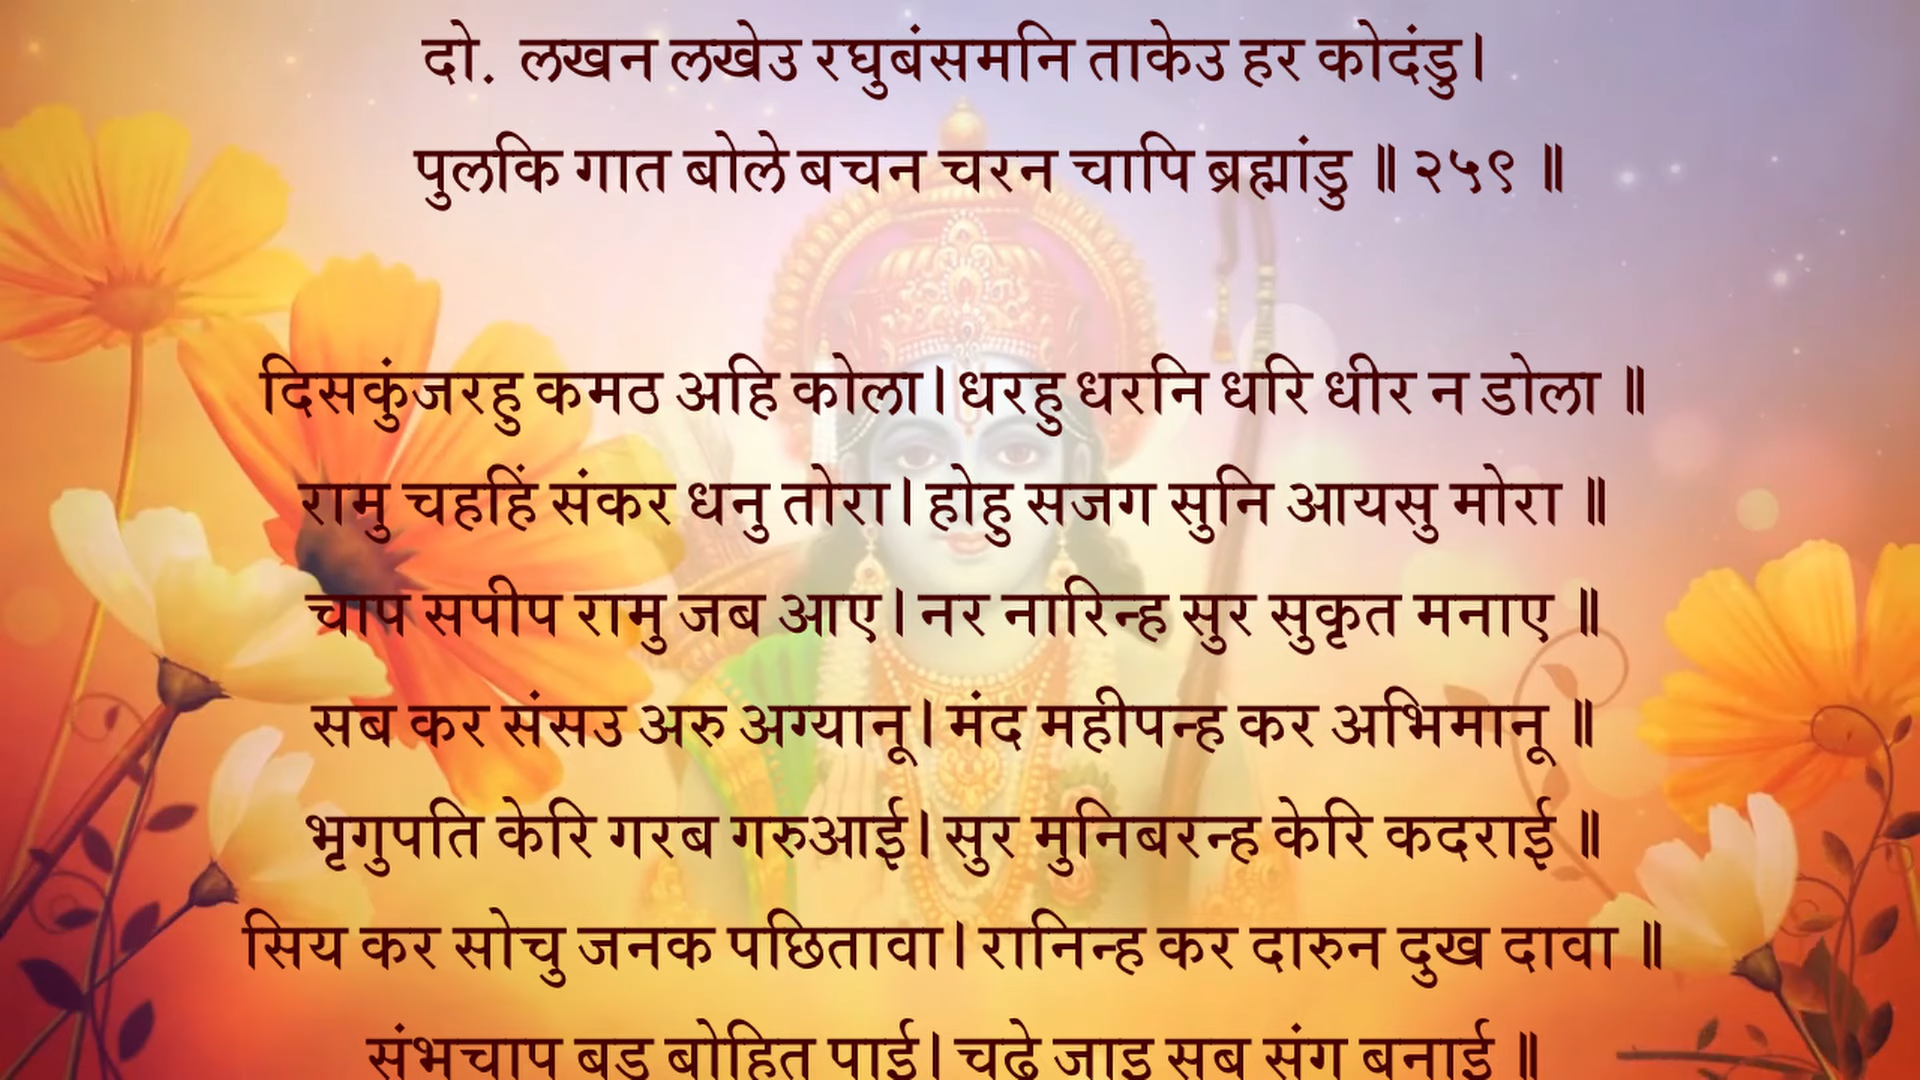 दो. लखन लखेउ रघुबंसमनि ताकेउ हर कोदंडु।
पुलकि गात बोले बचन चरन चापि ब्रह्मांडु ॥ २५९ ॥
दिसकुंजरहु कमठ अहि कोला। धरहु धरनि धरि धीर न डोला ॥
रामु चहहिं संकर धनु तोरा। होहु सजग सुनि आयसु मोरा ॥
चाप सपीप रामु जब आए। नर नारिन्ह सुर सुकृत मनाए ॥
सब कर संसउ अरु अग्यानू। मंद महीपन्ह कर अभिमानू ॥
भृगुपति केरि गरब गरुआई। सुर मुनिबरन्ह केरि कदराई ॥
सिय कर सोचु जनक पछितावा। रानिन्ह कर दारुन दुख दावा ॥
संभचाप बड बोहित पाई। चढे जाइ सब संग बनाई ॥